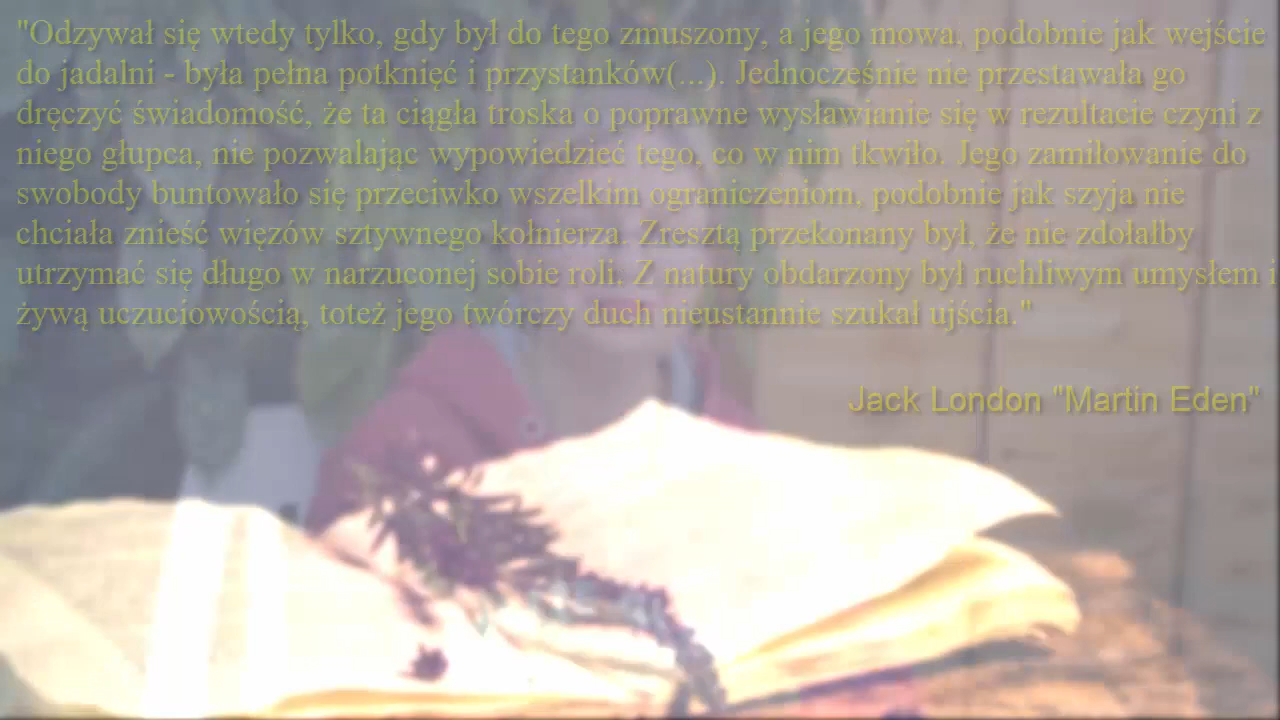 "Odzywał się wtedy tylko, gdy był do tego zmuszony, a jego mowa, podobnie jak wejście
do jadalni - była pełna potknięć i przystanków(...). Jednocześnie nie przestawała go
dręczyć świadomość, że ta ciągła troska o poprawne wysławianie się w rezultacie czyni z
niego głupca, nie pozwalając wypowiedzieć tego, co w nim tkwiło. Jego zamiłowanie do
swobody buntowało się przeciwko wszelkim ograniczeniom, podobnie jak szyja nie
chciała znieść więzów sztywnego kołnierza. Zresztą przekonany był, że nie zdołałby
utrzymać się długo w narzuconej sobie roli. Z natury obdarzony był ruchliwym umysłem i
żywą uczuciowością, toteż jego twórczy duch nieustannie szukał ujścia."
Jack London "Martin Eden"